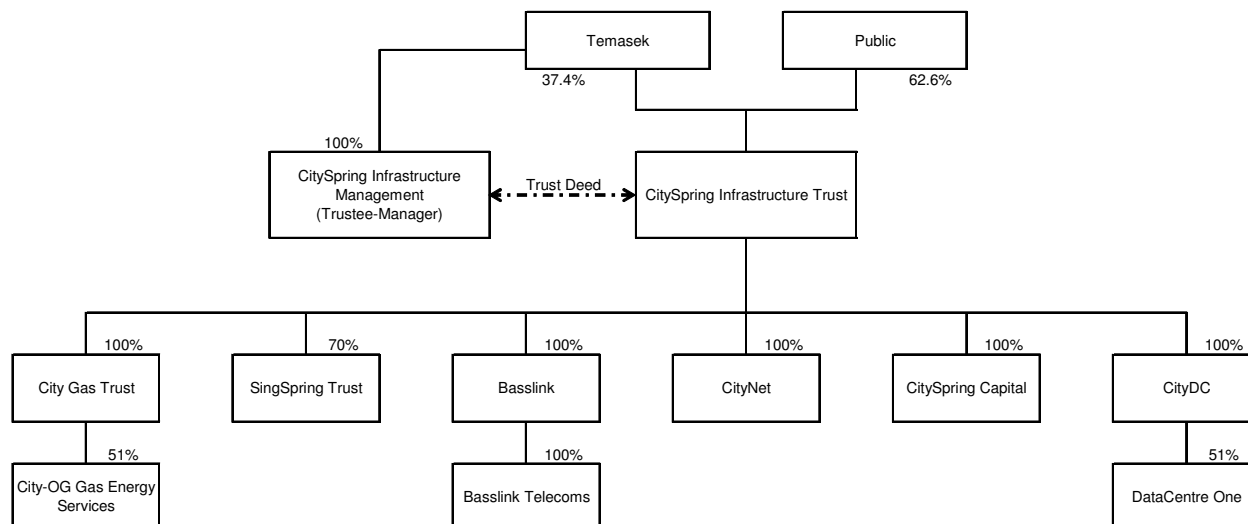 Temasek
Public
37.4%
62.6%
100%
CitySpring Infrastructure
Management
(Trustee-Manager)
Trust Deed
CitySpring Infrastructure Trust
100%
70%
100%
100%
100%
100%
City Gas Trust
SingSpring Trust
Basslink
CityNet
CitySpring Capital
CityDC
51%
100%
51%
City-OG Gas Energy
Services
Basslink Telecoms
DataCentre One